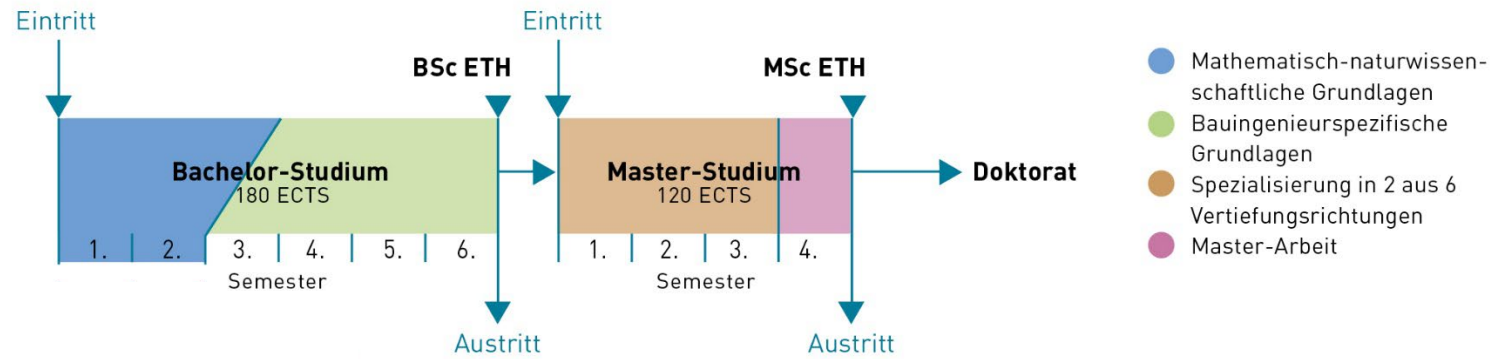 Eintritt
Eintritt
BSc ETH
MSc ETH
Bachelor-Studium
180 ECTS
Master-Studium
120 ECTS
Doktorat
1. 2. 3. 4. 5. 6.
Semester
1. 2. 3. 4.
Semester
Austritt
Austritt
Mathematisch-naturwissen-
schaftliche Grundlagen
Bauingenieurspezifische
Grundlagen
Spezialisierung in 2 aus 6
Vertiefungsrichtungen
Master-Arbeit